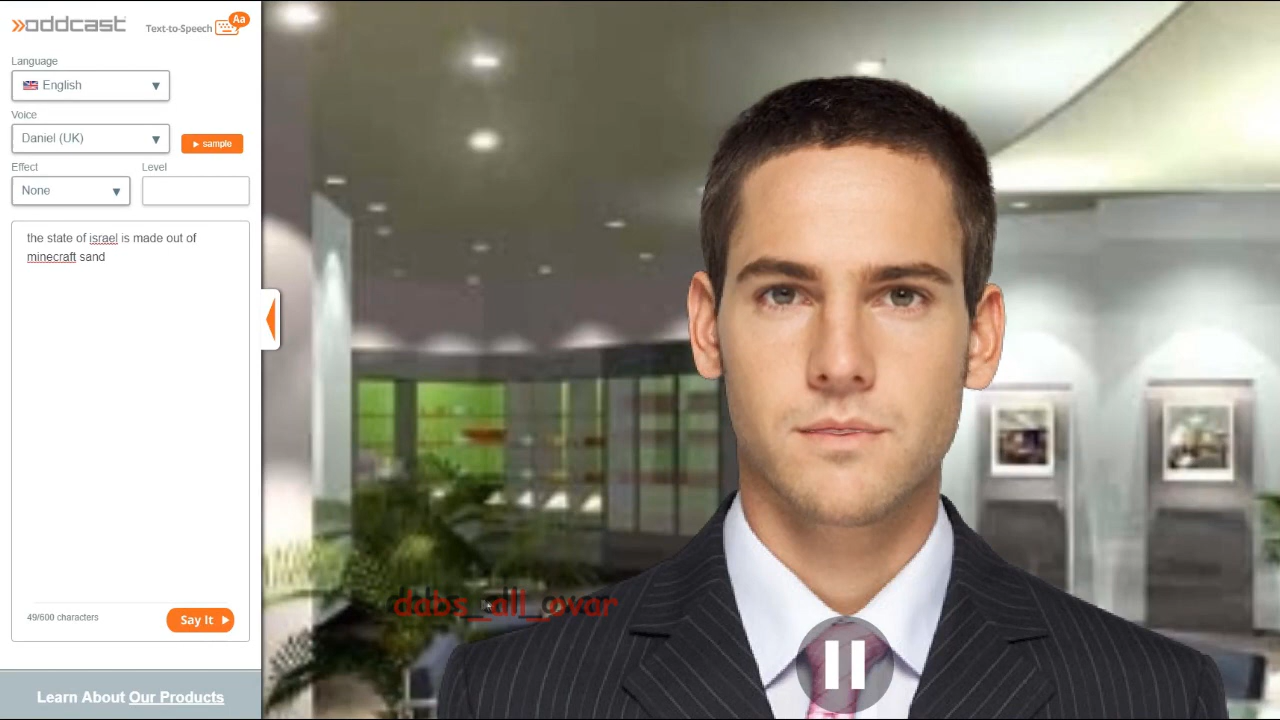 oddcast
Text-to-Speech
Aa
Language
English
Voice
Daniel (UK)
sample
Effect
Level
None
the state of israel is made out of
minecraft sand
49/600 characters
Say It
Learn About Our Products
dabs_all_ovar